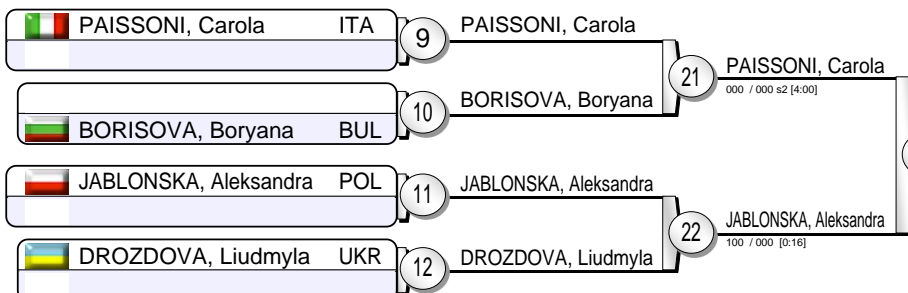 PAISSONI, Carola ITA
9
PAISSONI, Carola
21
PAISSONI, Carola
000 / 000 s2 [4:00]
BORISOVA, Boryana BUL
10
BORISOVA, Boryana
JABLONSKA, Aleksandra POL
11
JABLONSKA, Aleksandra
22
JABLONSKA, Aleksandra
100 / 000 [0:16]
DROZDOVA, Liudmyla UKR
12
DROZDOVA, Liudmyla